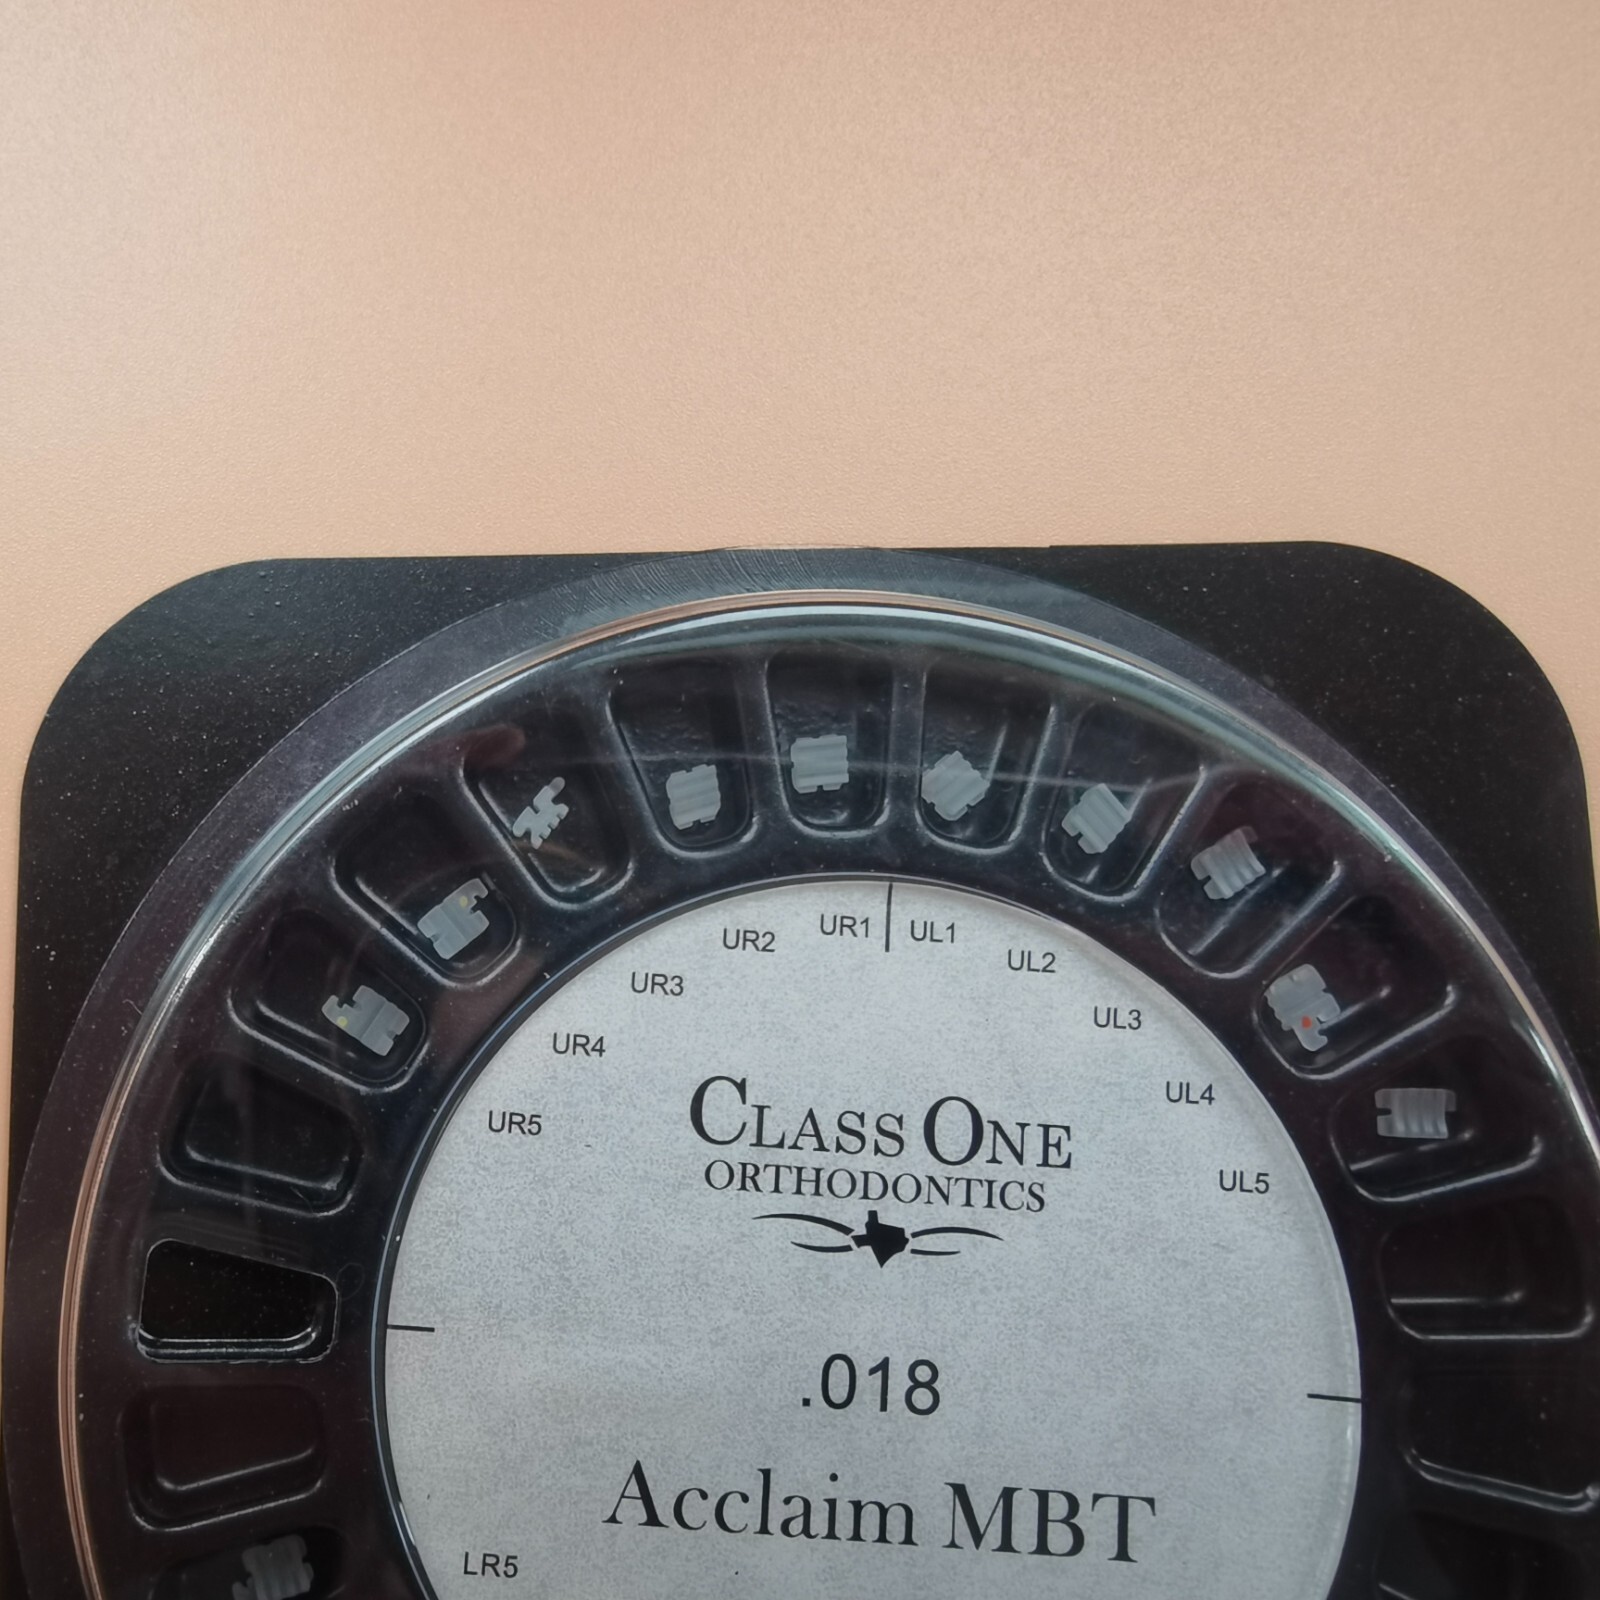 UR5
UR4
UR3
UR2
UR1
UL1
UL2
UL3
UL4
UL5
CLASS ONE
ORTHODONTICS
.018
Acclaim MBT
LR5